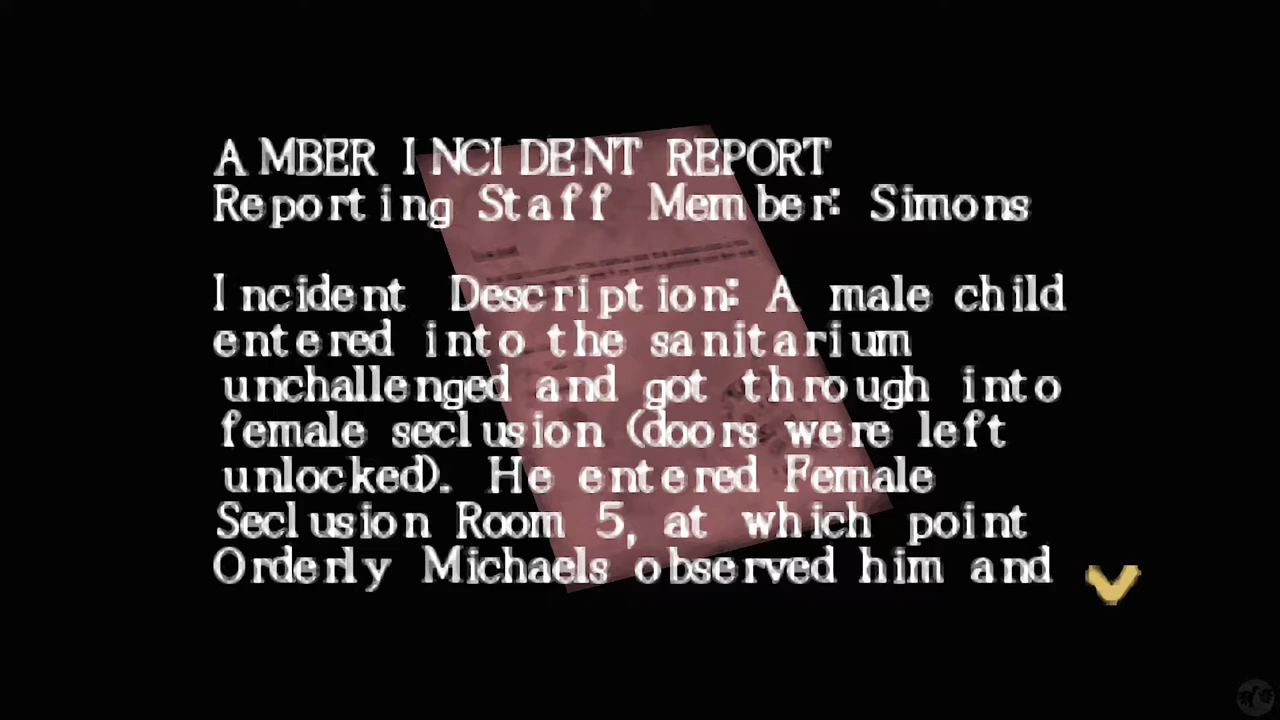 AMBER INCIDENT REPORT
Reporting Staff Member: Simons
Incident Description: A male child
entered into the sanitarium
unchallenged and got through into
female seclusion (doors were left
unlocked). He entered Female
Seclusion Room 5, at which point
Orderly Michaels observed him and